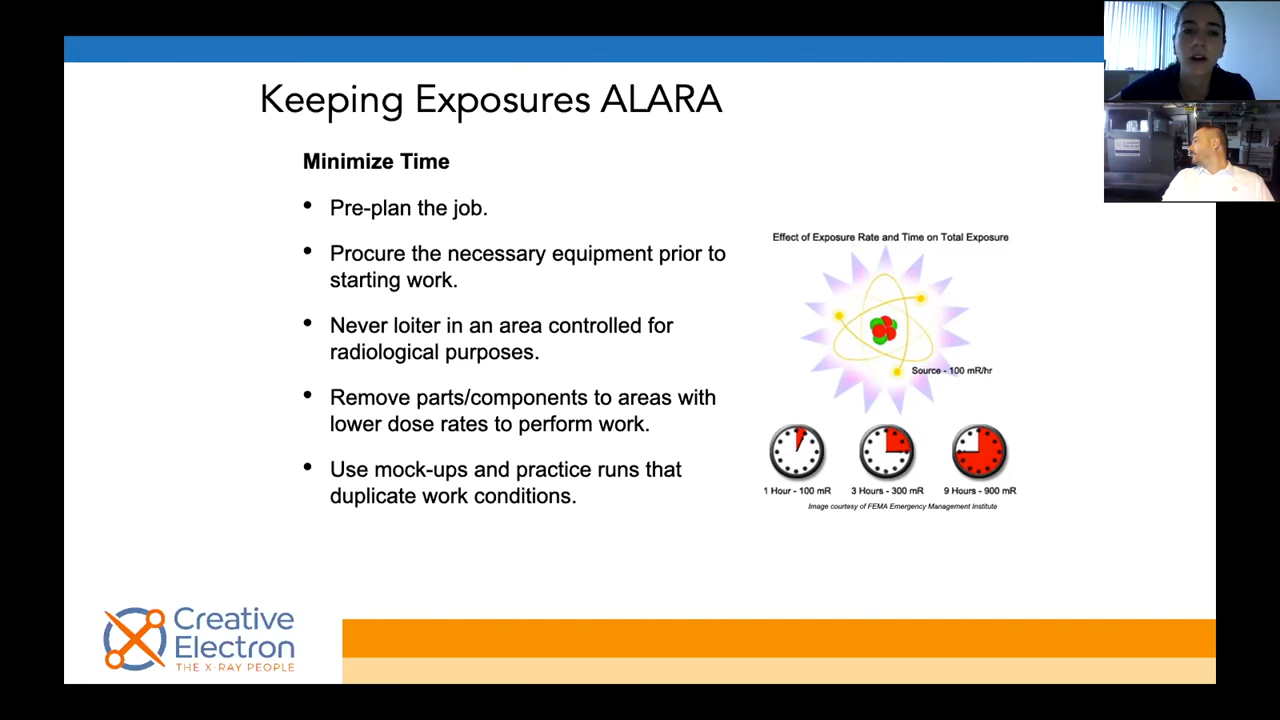 Keeping Exposures ALARA
Minimize Time
• Pre-plan the job.
• Procure the necessary equipment prior to
starting work.
• Never loiter in an area controlled for
radiological purposes.
• Remove parts/components to areas with
lower dose rates to perform work.
• Use mock-ups and practice runs that
duplicate work conditions.
Effect of Exposure Rate and Time on Total Exposure
Source - 100 mR/hr
1 Hour - 100 mR
3 Hours - 300 mR
9 Hours - 900 mR
Image courtesy of FEMA Emergency Management Institute
Creative
Electron
THE X-RAY PEOPLE